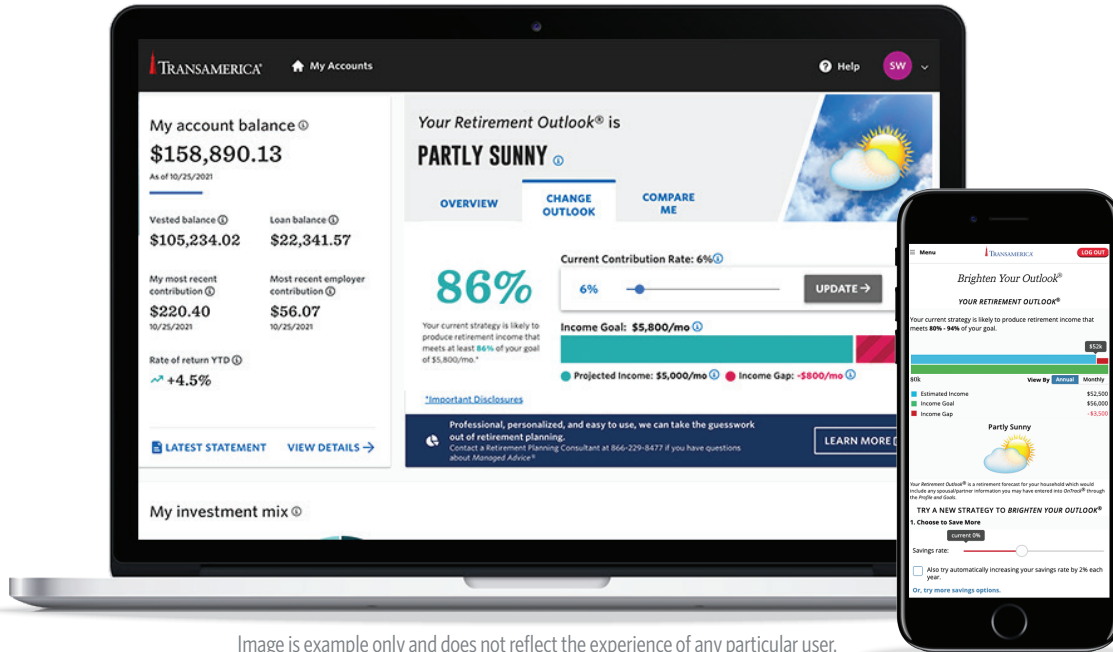 TRANSAMERICA®
My Accounts
Help
SW
My account balance
$158,890.13
As of 10/25/2021
Vested balance
Loan balance
$105,234.02
$22,341.57
My most recent contribution
Most recent employer contribution
$220.40
$56.07
10/25/2021
10/25/2021
Rate of return YTD
+4.5%
LATEST STATEMENT
VIEW DETAILS →
My investment mix
Your Retirement Outlook® is
PARTLY SUNNY
OVERVIEW
CHANGE OUTLOOK
COMPARE ME
86%
Your current strategy is likely to
produce retirement income that
meets at least 86% of your goal
of $5,800/mo.*
Current Contribution Rate: 6%
6%
UPDATE →
Income Goal: $5,800/mo
Projected Income: $5,000/mo
Income Gap: -$800/mo
*Important Disclosures
Professional, personalized, and easy to use, we can take the guesswork
out of retirement planning.
Contact a Retirement Planning Consultant at 866-229-8477 if you have questions
about Managed Advice®
LEARN MORE
Menu
TRANSAMERICA®
LOG OUT
Brighten Your Outlook®
YOUR RETIREMENT OUTLOOK®
Your current strategy is likely to produce retirement income that
meets 80% - 94% of your goal.
$52k
$0k
View By Annual Monthly
Estimated Income $52,500
Income Goal $56,000
Income Gap -$3,500
Partly Sunny
Your Retirement Outlook® is a retirement forecast for your household which would
include any spousal/partner information you may have entered into OnTrack® through
the Profile and Goals.
TRY A NEW STRATEGY TO BRIGHTEN YOUR OUTLOOK®
1. Choose to Save More
current 0%
Savings rate:
Also try automatically increasing your savings rate by 2% each
year.
Or, try more savings options.
Image is example only and does not reflect the experience of any particular user.